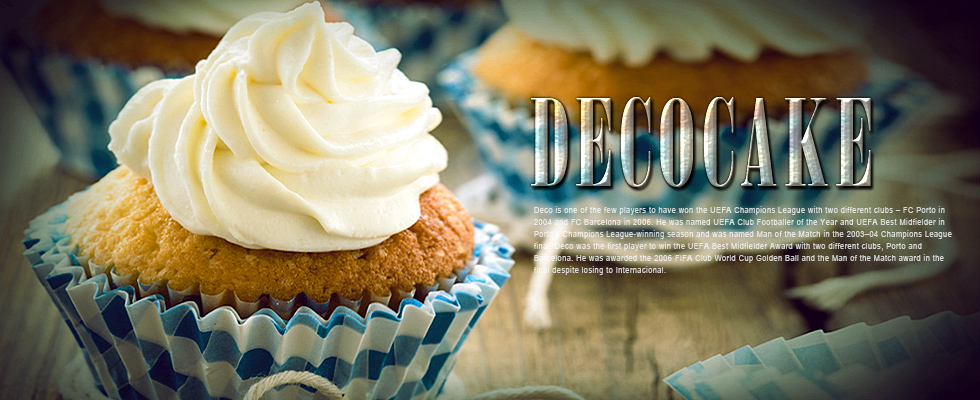 DECOCAKE
Deco is one of the few players to have won the UEFA Champions League with two different clubs – FC Porto in
2004 and FC Barcelona in 2006. He was named UEFA Club Footballer of the Year and UEFA Best Midfielder in
Porto's Champions League-winning season and was named Man of the Match in the 2003–04 Champions League
final. Deco was the first player to win the UEFA Best Midfielder Award with two different clubs, Porto and
Barcelona. He was awarded the 2006 FIFA Club World Cup Golden Ball and the Man of the Match award in the
final despite losing to Internacional.